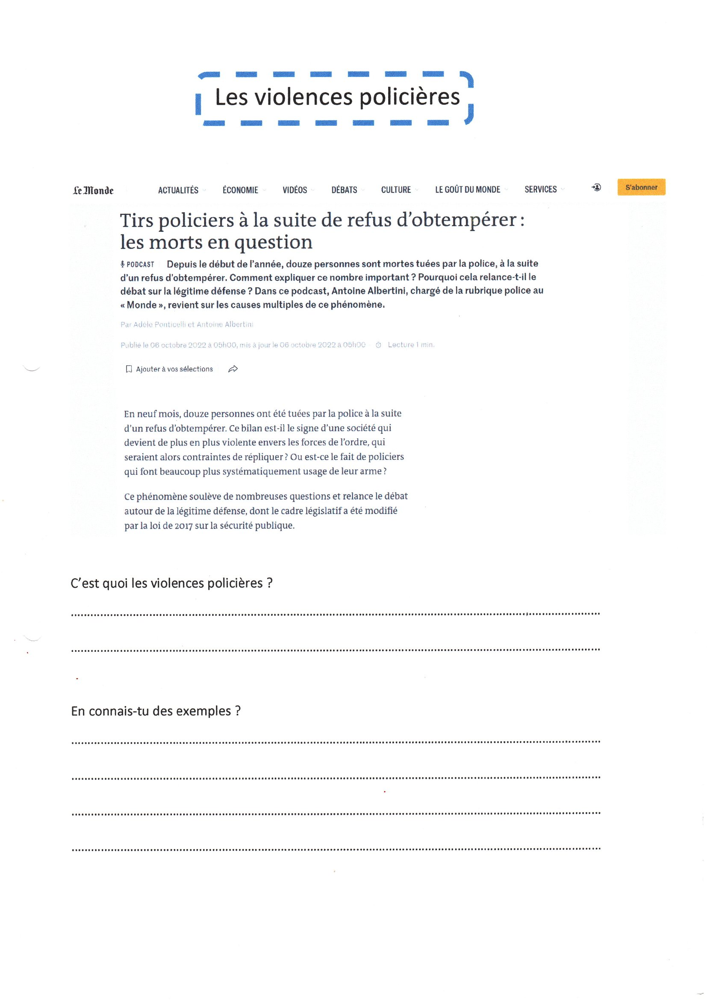 Les violences policières
Le Monde ACTUALITÉS ÉCONOMIE VIDÉOS DÉBATS CULTURE LE GOÛT DU MONDE SERVICES S'abonner
Tirs policiers à la suite de refus d'obtempérer :
les morts en question
PODCAST Depuis le début de l'année, douze personnes sont mortes tuées par la police, à la suite
d'un refus d'obtempérer. Comment expliquer ce nombre important ? Pourquoi cela relance-t-il le
débat sur la légitime défense ? Dans ce podcast, Antoine Albertini, chargé de la rubrique police au
« Monde », revient sur les causes multiples de ce phénomène.
Par Adèle Ponticelli et Antoine Albertini
Publié le 06 octobre 2022 à 05h00, mis à jour le 06 octobre 2022 à 05h00 Lecture 1 min.
Ajouter à vos sélections
En neuf mois, douze personnes ont été tuées par la police à la suite
d'un refus d'obtempérer. Ce bilan est-il le signe d'une société qui
devient de plus en plus violente envers les forces de l'ordre, qui
seraient alors contraintes de répliquer ? Ou est-ce le fait de policiers
qui font beaucoup plus systématiquement usage de leur arme ?
Ce phénomène soulève de nombreuses questions et relance le débat
autour de la légitime défense, dont le cadre législatif a été modifié
par la loi de 2017 sur la sécurité publique.
C'est quoi les violences policières ?
En connais-tu des exemples ?